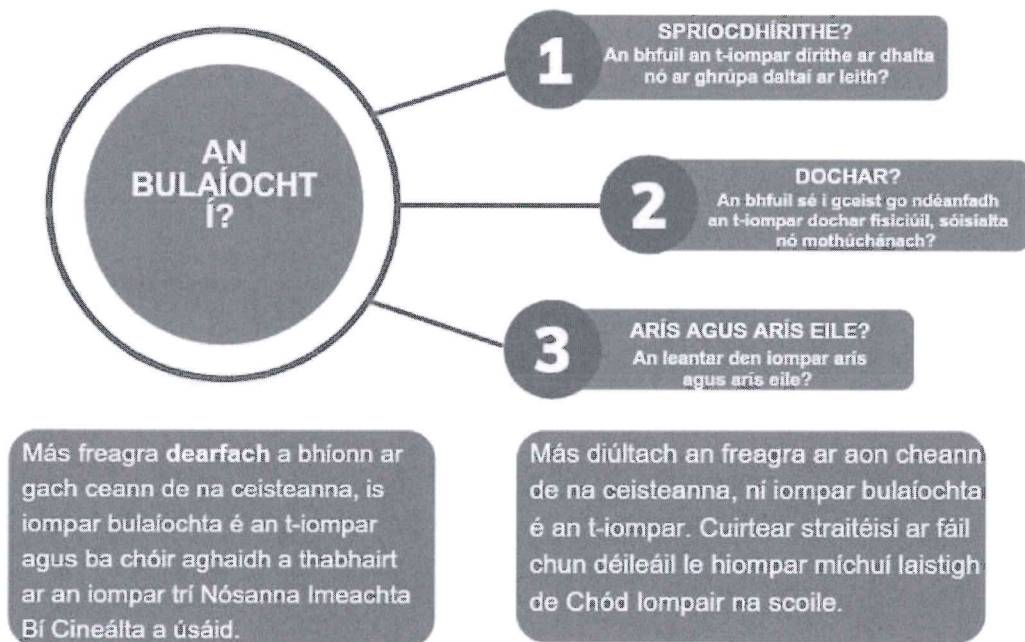 AN
BULAÍOCHT
Í?
1
SPRIOCDHÍRITHE?
An bhfuil an t-iompar dírithe ar dhalta
nó ar ghrúpa daltaí ar leith?
2
DOCHAR?
An bhfuil sé i gceist go ndéanfadh
an t-iompar dochar fisiciúil, sóisialta
nó mothúchánach?
3
ARÍS AGUS ARÍS EILE?
An leantar den iompar arís
agus arís eile?
Más freagra dearfach a bhíonn ar
gach ceann de na ceisteanna, is
iompar bulaíochta é an t-iompar
agus ba chóir aghaidh a thabhairt
ar an iompar trí Nósanna Imeachta
Bí Cineálta a úsáid.
Más diúltach an freagra ar aon cheann
de na ceisteanna, ní iompar bulaíochta
é an t-iompar. Cuirtear straitéisí ar fáil
chun déileáil le hiompar míchuí laistigh
de Chód Iompair na scoile.